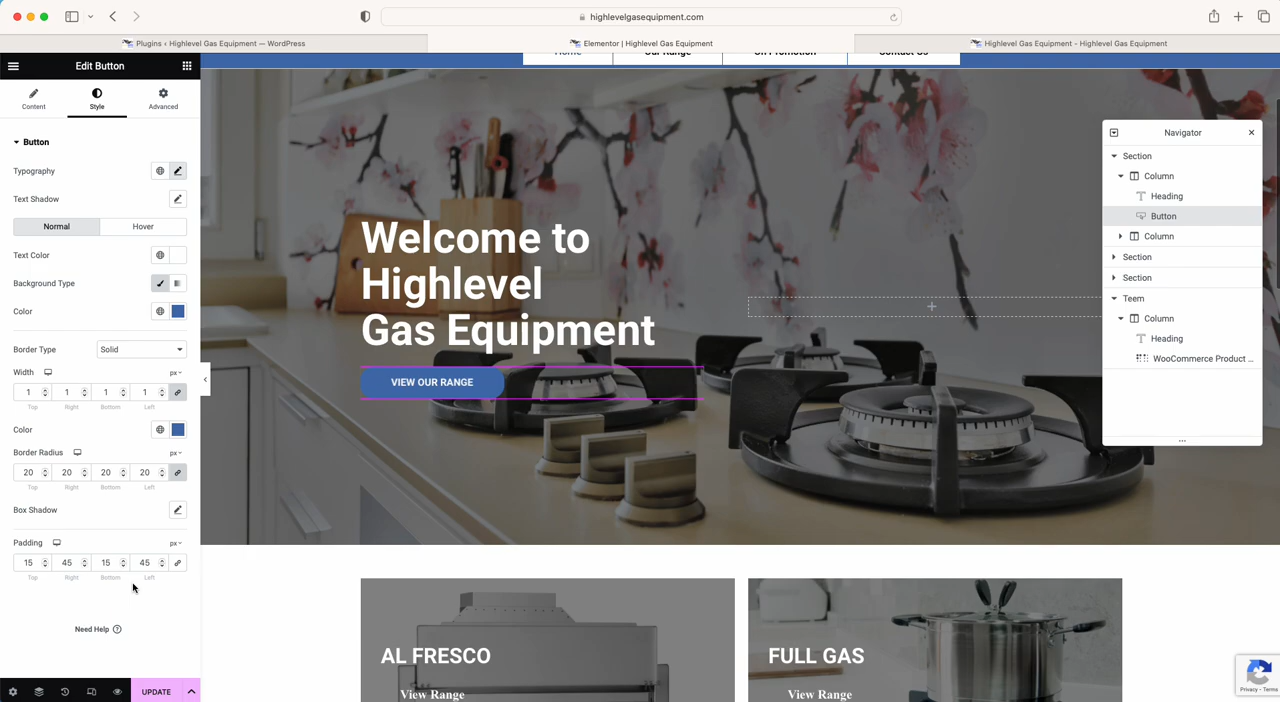 highlevelgasequipment.com
Plugins ‹ Highlevel Gas Equipment — WordPress
Elementor | Highlevel Gas Equipment
Highlevel Gas Equipment - Highlevel Gas Equipment
Edit Button
Home
Our Range
On Promotion
Contact Us
Content
Style
Advanced
Button
Typography
Text Shadow
Normal
Hover
Text Color
Background Type
Color
Border Type
Solid
Width
px
1
1
1
1
Top
Right
Bottom
Left
Color
Border Radius
px
20
20
20
20
Top
Right
Bottom
Left
Box Shadow
Padding
px
15
45
15
45
Top
Right
Bottom
Left
Need Help
UPDATE
Welcome to
Highlevel
Gas Equipment
VIEW OUR RANGE
AL FRESCO
View Range
FULL GAS
View Range
Navigator
Section
Column
Heading
Button
Column
Section
Section
Teem
Column
Heading
WooCommerce Product ...
Privacy - Terms